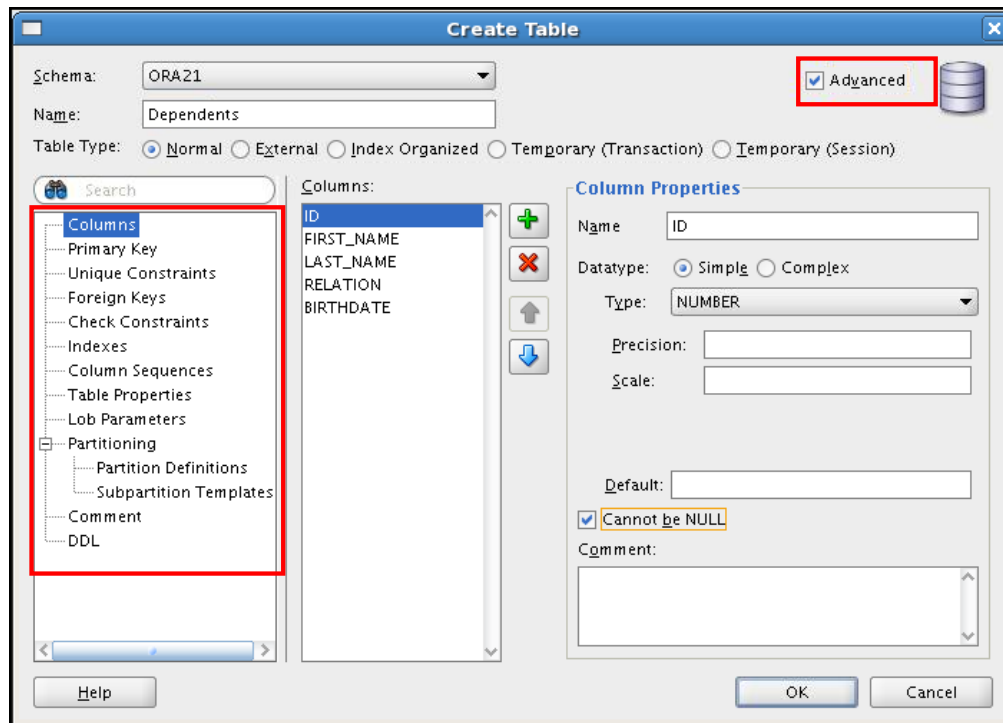 Create Table
Schema: ORA21
Advanced
Name: Dependents
Table Type: Normal External Index Organized Temporary (Transaction) Temporary (Session)
Search
Columns
Primary Key
Unique Constraints
Foreign Keys
Check Constraints
Indexes
Column Sequences
Table Properties
Lob Parameters
Partitioning
Partition Definitions
Subpartition Templates
Comment
DDL
Columns:
ID
FIRST_NAME
LAST_NAME
RELATION
BIRTHDATE
Column Properties
Name ID
Datatype: Simple Complex
Type: NUMBER
Precision:
Scale:
Default:
Cannot be NULL
Comment:
Help
OK
Cancel